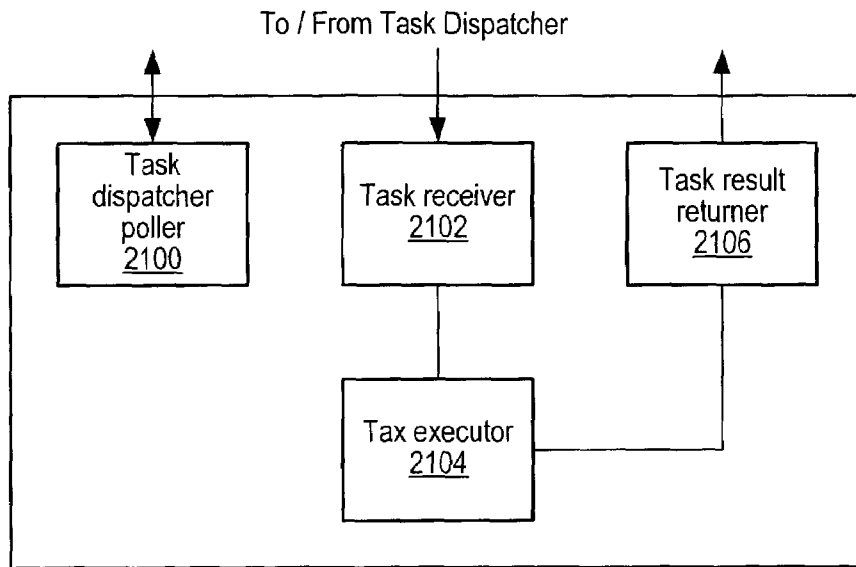 To / From Task Dispatcher
Task
dispatcher
poller
2100
Task receiver
2102
Task result
returner
2106
Tax executor
2104